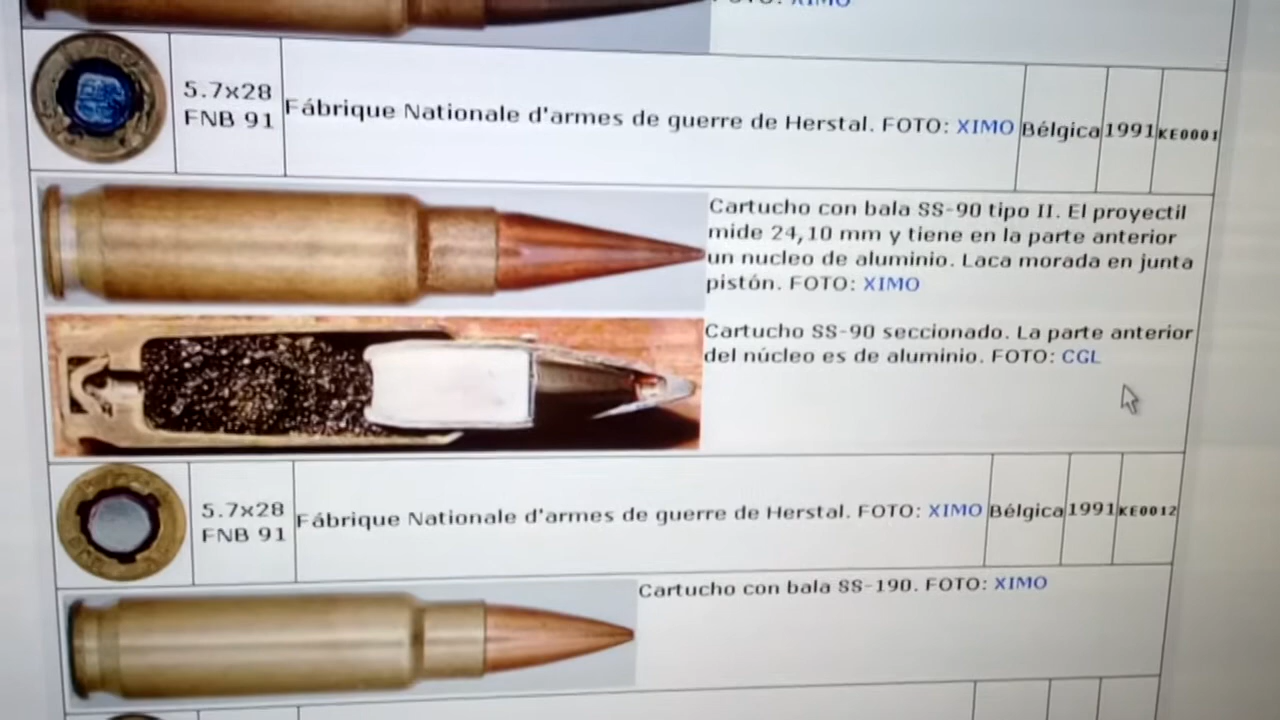 FOTO: XIMO
5.7x28
FNB 91
Fábrique Nationale d'armes de guerre de Herstal. FOTO: XIMO
Bélgica
1991
KE0001
Cartucho con bala SS-90 tipo II. El proyectil
mide 24,10 mm y tiene en la parte anterior
un nucleo de aluminio. Laca morada en junta
pistón. FOTO: XIMO
Cartucho SS-90 seccionado. La parte anterior
del núcleo es de aluminio. FOTO: CGL
5.7x28
FNB 91
Fábrique Nationale d'armes de guerre de Herstal. FOTO: XIMO
Bélgica
1991
KE0012
Cartucho con bala SS-190. FOTO: XIMO